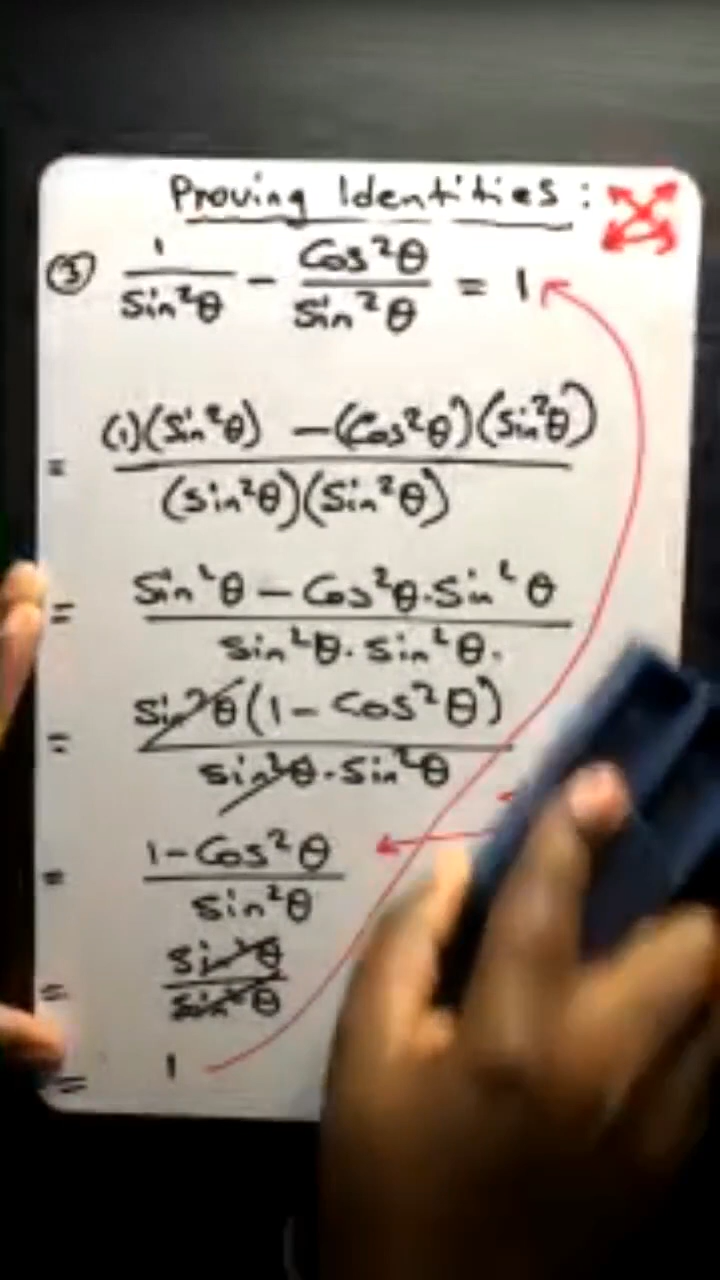 Proving Identities:
③ 1/Sin²θ - Cos²θ/Sin²θ = 1
= (1)(Sin²θ) - (Cos²θ)(Sin²θ)
(Sin²θ)(Sin²θ)
= Sin²θ - Cos²θ·Sin²θ
Sin²θ·Sin²θ.
= Sin²θ(1 - Cos²θ)
Sin²θ·Sin²θ
= 1 - Cos²θ
Sin²θ
= Sin²θ
Sin²θ
= 1